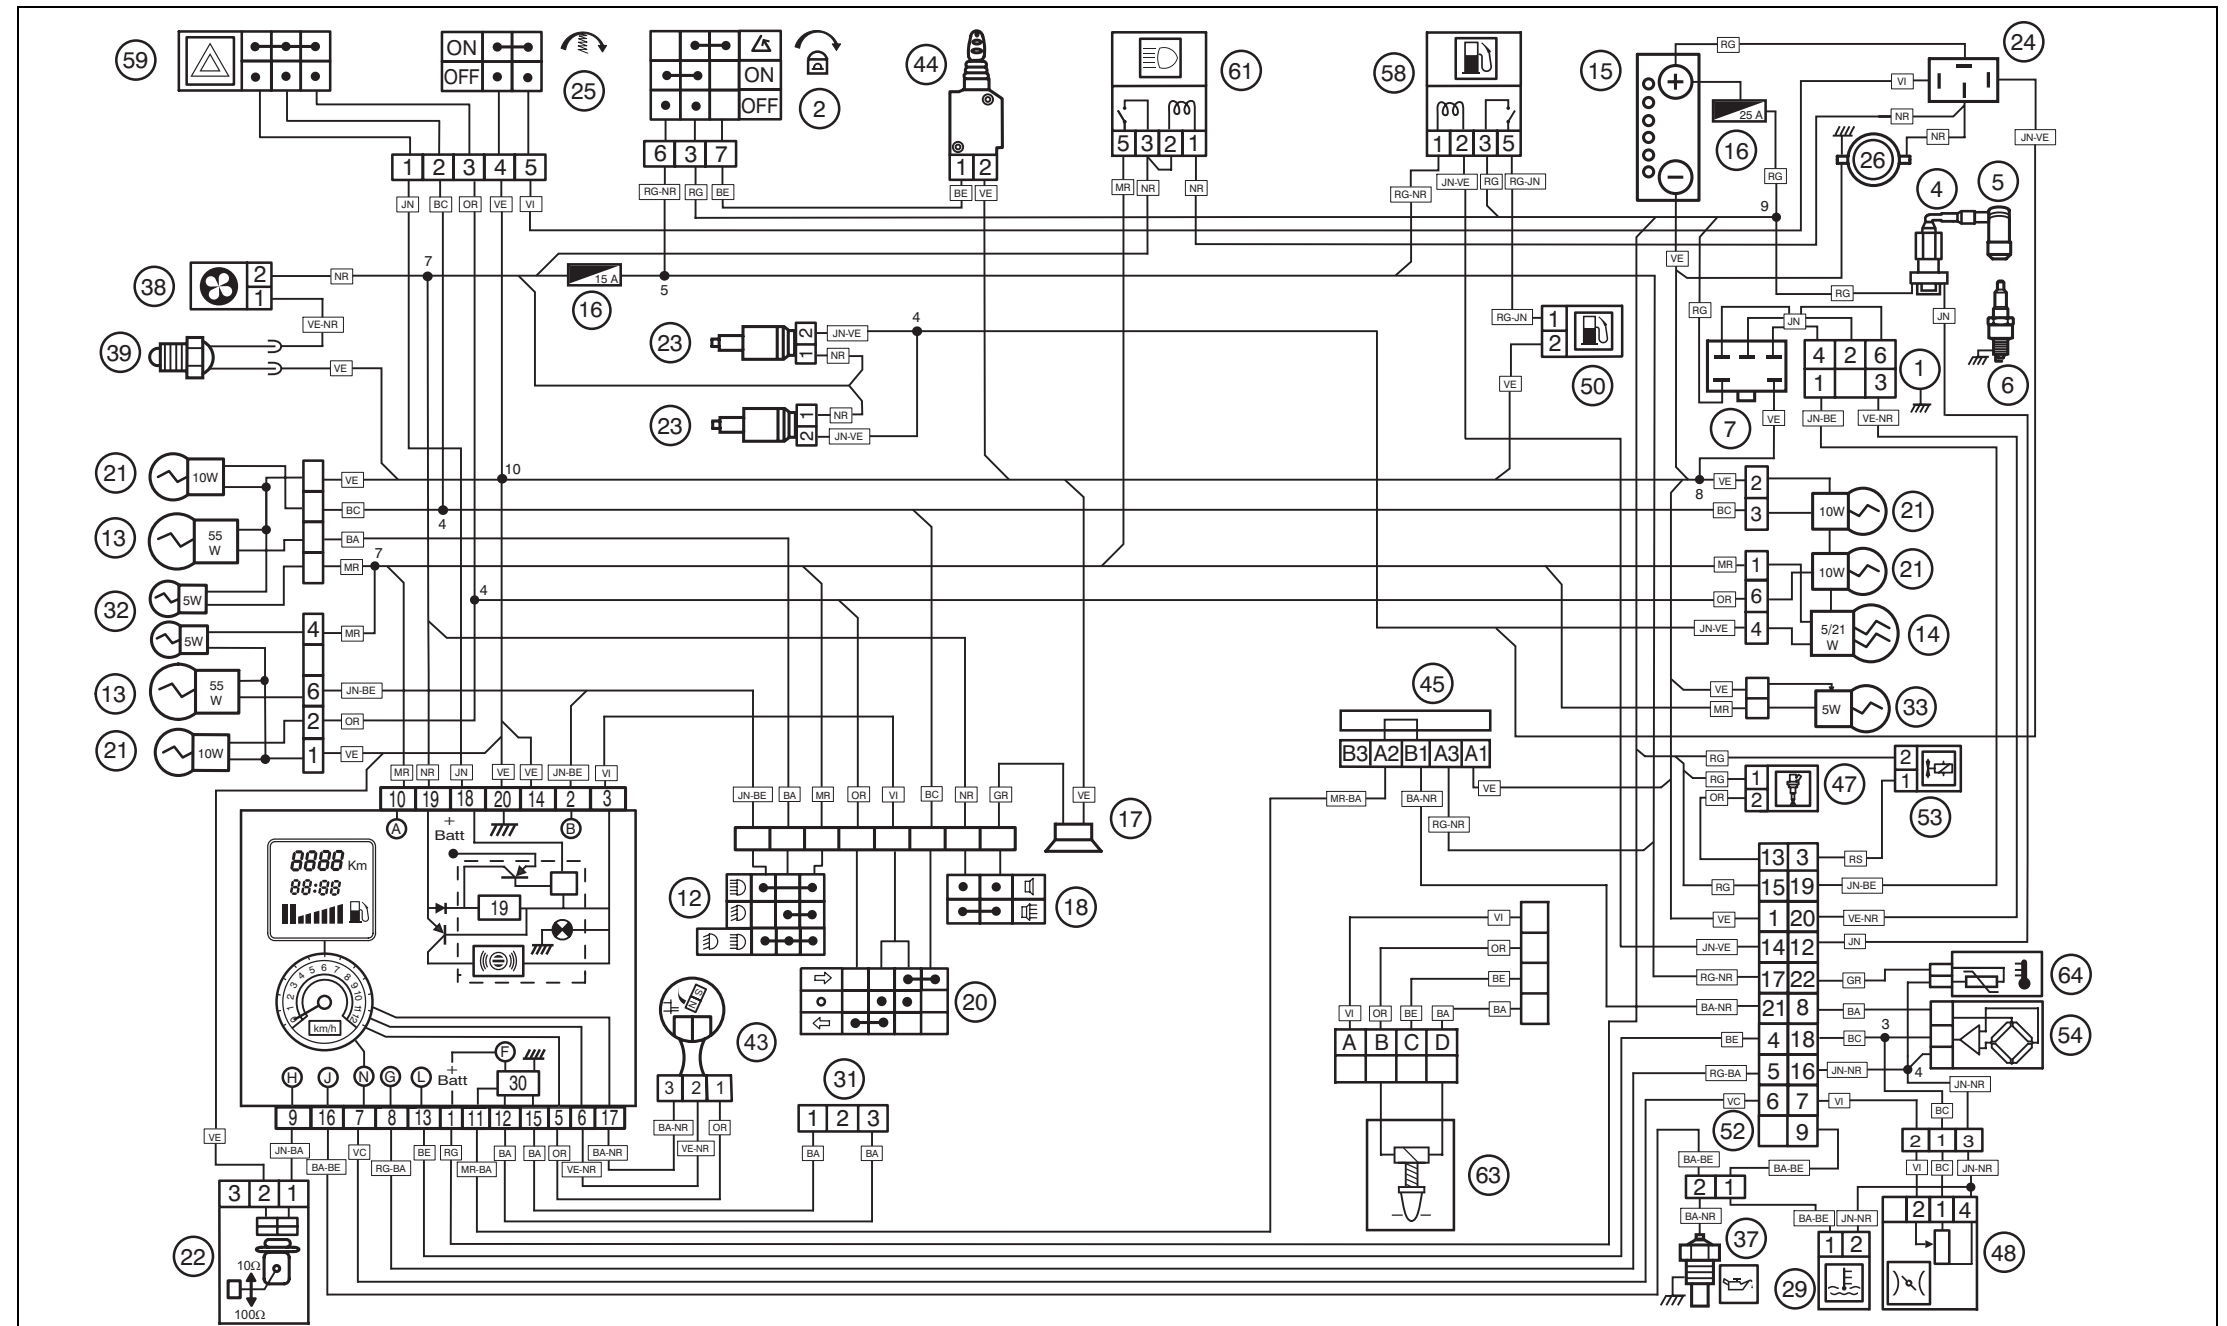 59
ON
OFF
25
ON
OFF
2
44
61
58
15
24
RG
VI
25 A
NR
16
NR
JN-VE
26
1 2 3 4 5
6 3 7
1 2
5 3 2 1
1 2 3 5
JN BC OR VE VI
RG-NR RG BE
BE VE
MR NR NR
RG-NR JN-VE RG RG-JN
RG
4
5
9
38
2
1
NR
7
15 A
16
5
VE
RG
JN
VE-NR
39
VE
23
2
1
JN-VE
NR
4
RG-JN
1
2
50
VE
RG
JN
4 2 6
1 3
1
6
23
1
2
NR
JN-VE
7
VE
JN-BE
VE-NR
21
10W
VE
10
8
VE
2
BC
3
10W
21
BC
4
13
55
W
BA
MR
7
MR
1
10W
21
32
5W
4
OR
6
5W
4
MR
JN-VE
4
5/21
W
14
13
55
W
6
JN-BE
45
VE
MR
5W
33
2
OR
21
10W
1
VE
B3 A2 B1 A3 A1
RG
2
1
53
RG
1
OR
2
47
MR NR JN VE VE JN-BE VI
10 19 18 20 14 2 3
A
+
Batt
B
JN-BE BA MR OR VI BC NR GR
VE
17
MR-BA
BA-NR
VE
RG-NR
8888 Km
88:88
19
12
18
13 3
RS
RG
15 19
JN-BE
VE
1 20
VE-NR
JN-VE
14 12
JN
RG-NR
17 22
GR
64
BA-NR
21 8
BA
BE
4 18
BC
3
54
RG-BA
5 16
JN-NR
4
JN-NR
VC
6 7
VI
BC
52
9
VI
OR
BE
BA
VI OR BE BA
A B C D
0 1 2 3 4 5 6 7 8 9 10 11 12
km/h
20
S
N
43
3 2 1
BA-NR
VE-NR
OR
31
1 2 3
BA
BA
H J N G L
+
Batt
F
30
9 16 7 8 13 1 11 12 15 5 6 17
JN-BA
BA-BE
VC
RG-BA
BE
RG
MR-BA
BA
BA
OR
VE-NR
BA-NR
VE
3 2 1
22
10Ω
100Ω
63
BA-BE
BA-BE
2 1
BA-NR
37
2 1 3
VI BC JN-NR
BA-BE JN-NR
1 2
29
2 1 4
48